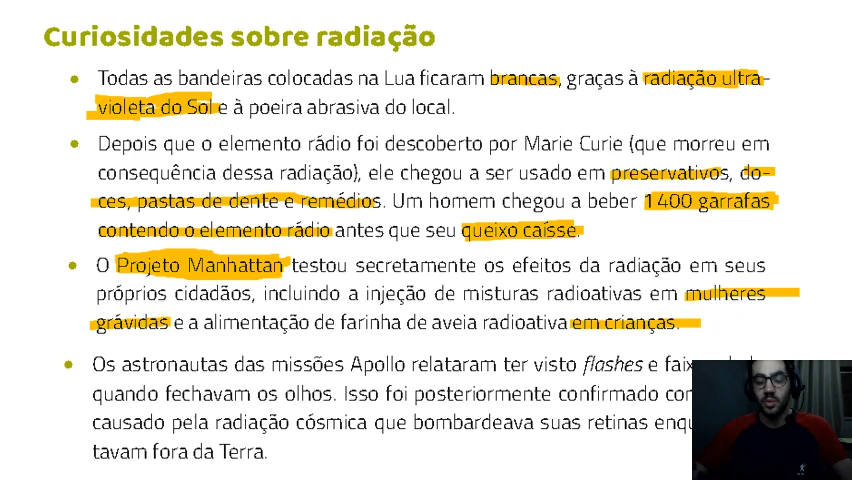 Curiosidades sobre radiação
Todas as bandeiras colocadas na Lua ficaram brancas, graças à radiação ultra-
violeta do Sol e à poeira abrasiva do local.
Depois que o elemento rádio foi descoberto por Marie Curie (que morreu em
consequência dessa radiação), ele chegou a ser usado em preservativos, do-
ces, pastas de dente e remédios. Um homem chegou a beber 1 400 garrafas
contendo o elemento rádio antes que seu queixo caísse.
O Projeto Manhattan testou secretamente os efeitos da radiação em seus
próprios cidadãos, incluindo a injeção de misturas radioativas em mulheres
grávidas e a alimentação de farinha de aveia radioativa em crianças.
Os astronautas das missões Apollo relataram ter visto flashes e
quando fechavam os olhos. Isso foi posteriormente confirmado
causado pela radiação cósmica que bombardeava suas retinas
tavam fora da Terra.